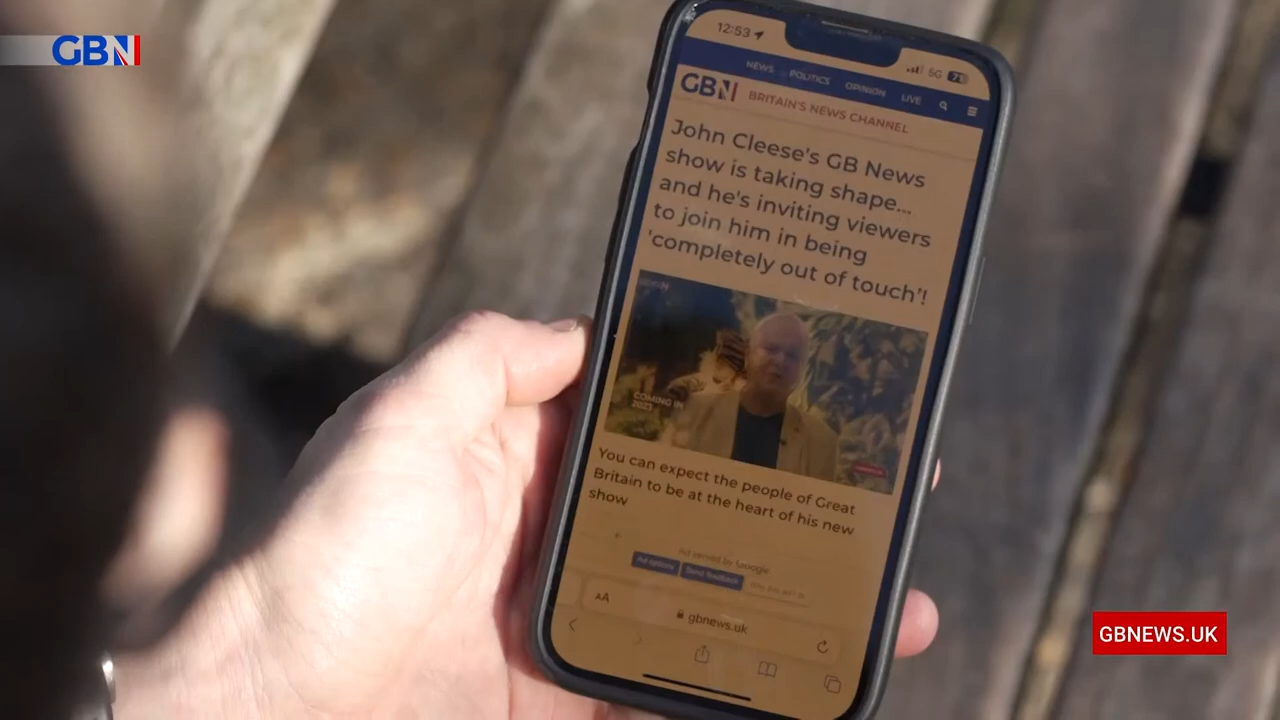 GBN
12:53
5G 71
NEWS POLITICS OPINION LIVE
GBN BRITAIN'S NEWS CHANNEL
John Cleese's GB News
show is taking shape...
and he's inviting viewers
to join him in being
'completely out of touch'!
COMING IN
2023
You can expect the people of Great
Britain to be at the heart of his new
show
Ad served by Google
Ad options Send feedback
AA gbnews.uk
GBNEWS.UK